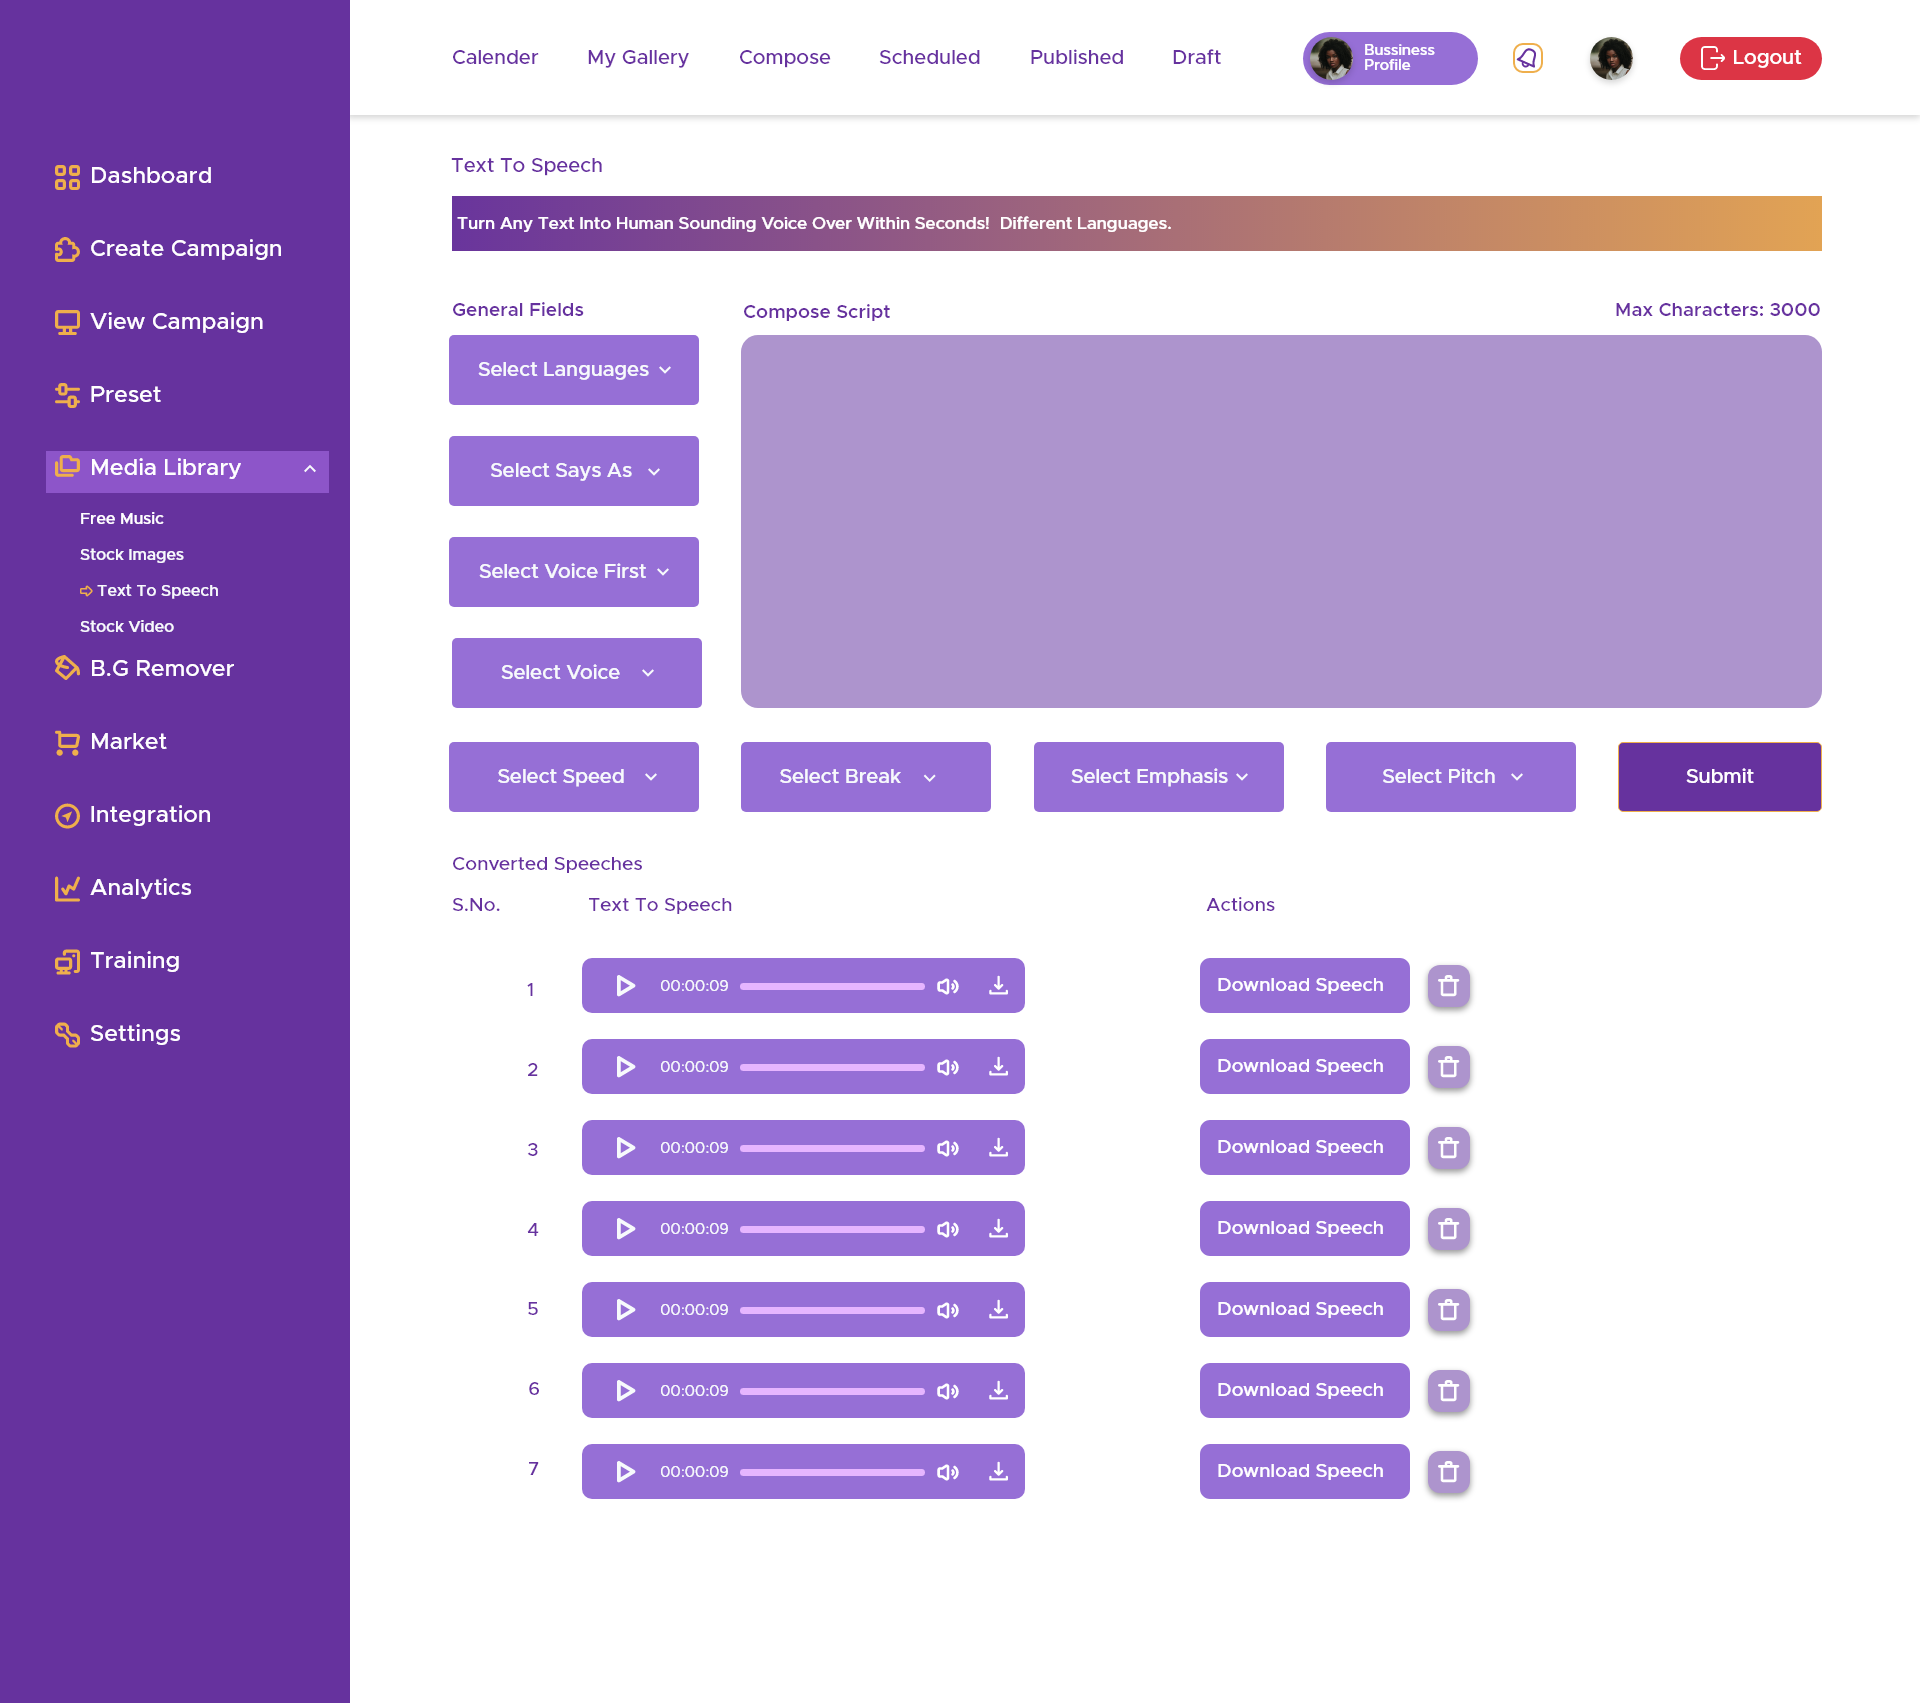 Calender
My Gallery
Compose
Scheduled
Published
Draft
Bussiness
Profile
Logout
Dashboard
Create Campaign
View Campaign
Preset
Media Library
Free Music
Stock Images
Text To Speech
Stock Video
B.G Remover
Market
Integration
Analytics
Training
Settings
Text To Speech
Turn Any Text Into Human Sounding Voice Over Within Seconds!  Different Languages.
General Fields
Compose Script
Max Characters: 3000
Select Languages
Select Says As
Select Voice First
Select Voice
Select Speed
Select Break
Select Emphasis
Select Pitch
Submit
Converted Speeches
S.No.
Text To Speech
Actions
1
00:00:09
Download Speech
2
00:00:09
Download Speech
3
00:00:09
Download Speech
4
00:00:09
Download Speech
5
00:00:09
Download Speech
6
00:00:09
Download Speech
7
00:00:09
Download Speech